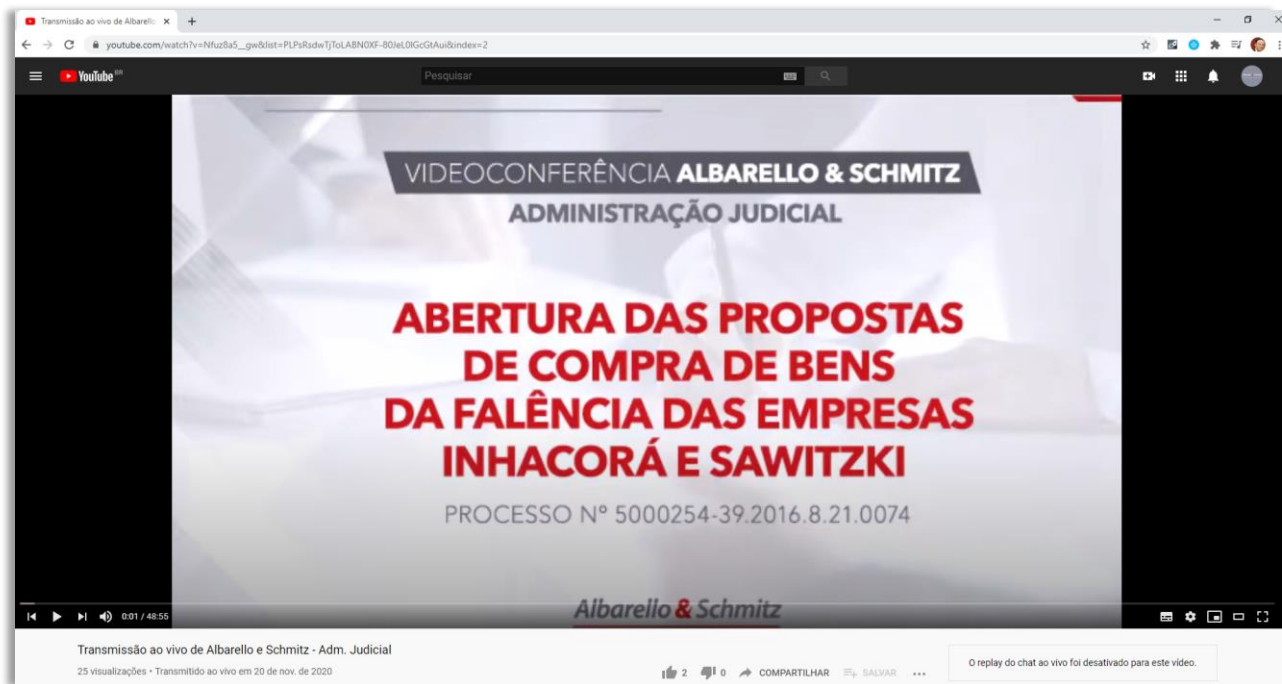 Transmissão ao vivo de Albarello
youtube.com/watch?v=Nfuz8a5__gw&list=PLPsRsdwTjToLABN0XF-80JeL0IGcGtAui&index=2
YouTube BR
Pesquisar
VIDEOCONFERÊNCIA ALBARELLO & SCHMITZ
ADMINISTRAÇÃO JUDICIAL
ABERTURA DAS PROPOSTAS
DE COMPRA DE BENS
DA FALÊNCIA DAS EMPRESAS
INHACORÁ E SAWITZKI
PROCESSO Nº 5000254-39.2016.8.21.0074
Albarello & Schmitz
0:01 / 48:55
Transmissão ao vivo de Albarello e Schmitz - Adm. Judicial
25 visualizações • Transmitido ao vivo em 20 de nov. de 2020
2 0 COMPARTILHAR SALVAR
O replay do chat ao vivo foi desativado para este vídeo.